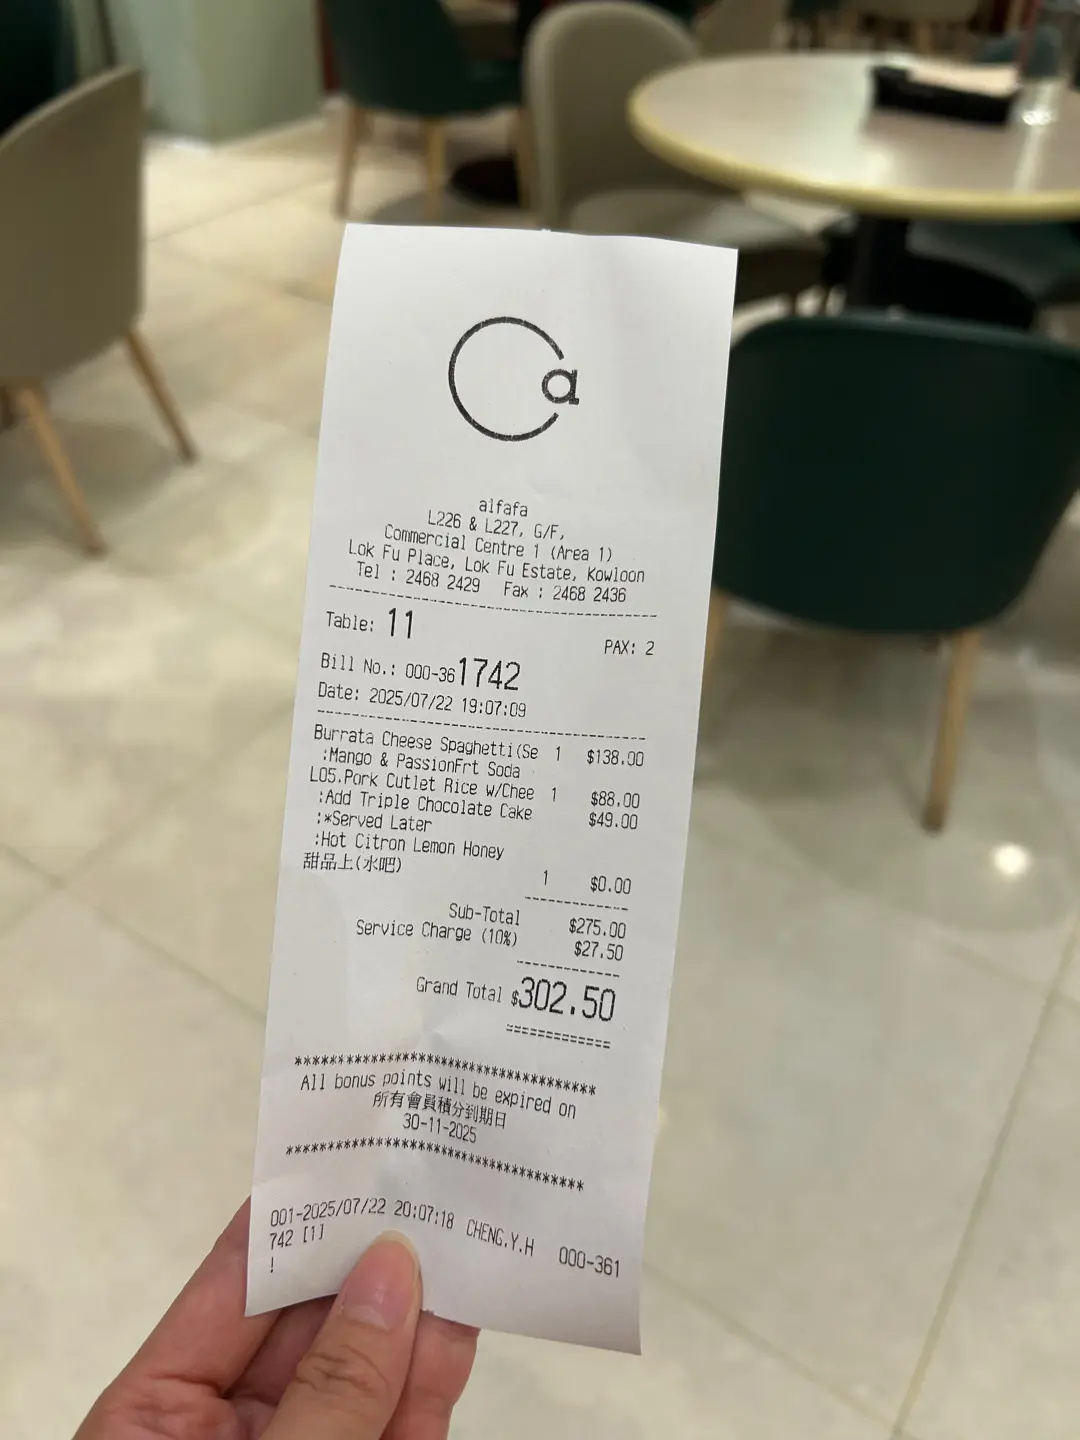 a
alfafa
L226 & L227, G/F,
Commercial Centre 1 (Area 1)
Lok Fu Place, Lok Fu Estate, Kowloon
Tel : 2468 2429 Fax : 2468 2436
Table: 11 PAX: 2
Bill No.: 000-361742
Date: 2025/07/22 19:07:09
Burrata Cheese Spaghetti(Se 1 $138.00
:Mango & PassionFrt Soda
L05.Pork Cutlet Rice w/Chee 1 $88.00
:Add Triple Chocolate Cake $49.00
:*Served Later
:Hot Citron Lemon Honey
甜品上(水吧) 1 $0.00
Sub-Total $275.00
Service Charge (10%) $27.50
Grand Total $302.50
=============
**************************************
All bonus points will be expired on
所有會員積分到期日
30-11-2025
**************************************
001-2025/07/22 20:07:18 CHENG.Y.H 000-361
742 [1]
!